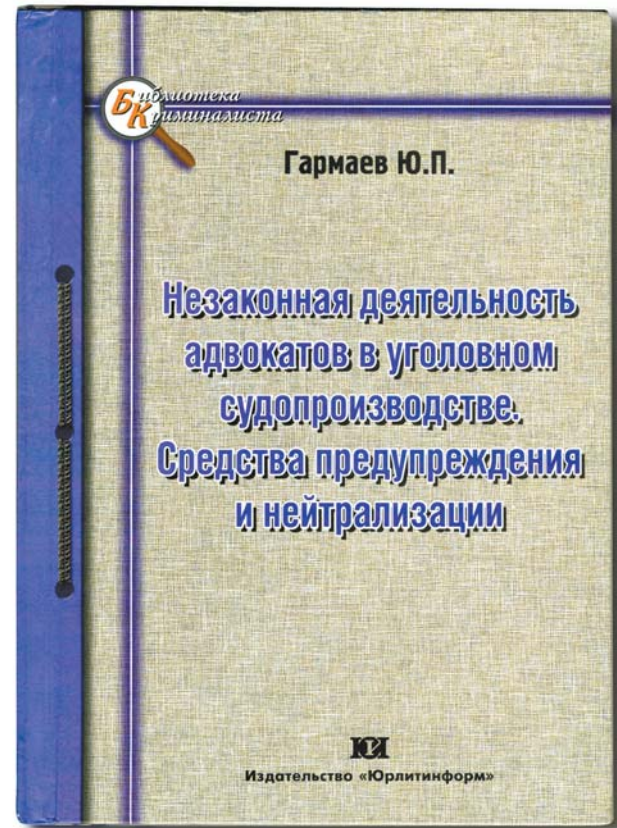 Библиотека
Криминалиста
Гармаев Ю.П.
Незаконная деятельность
адвокатов в уголовном
судопроизводстве.
Средства предупреждения
и нейтрализации
Издательство «Юрлитинформ»